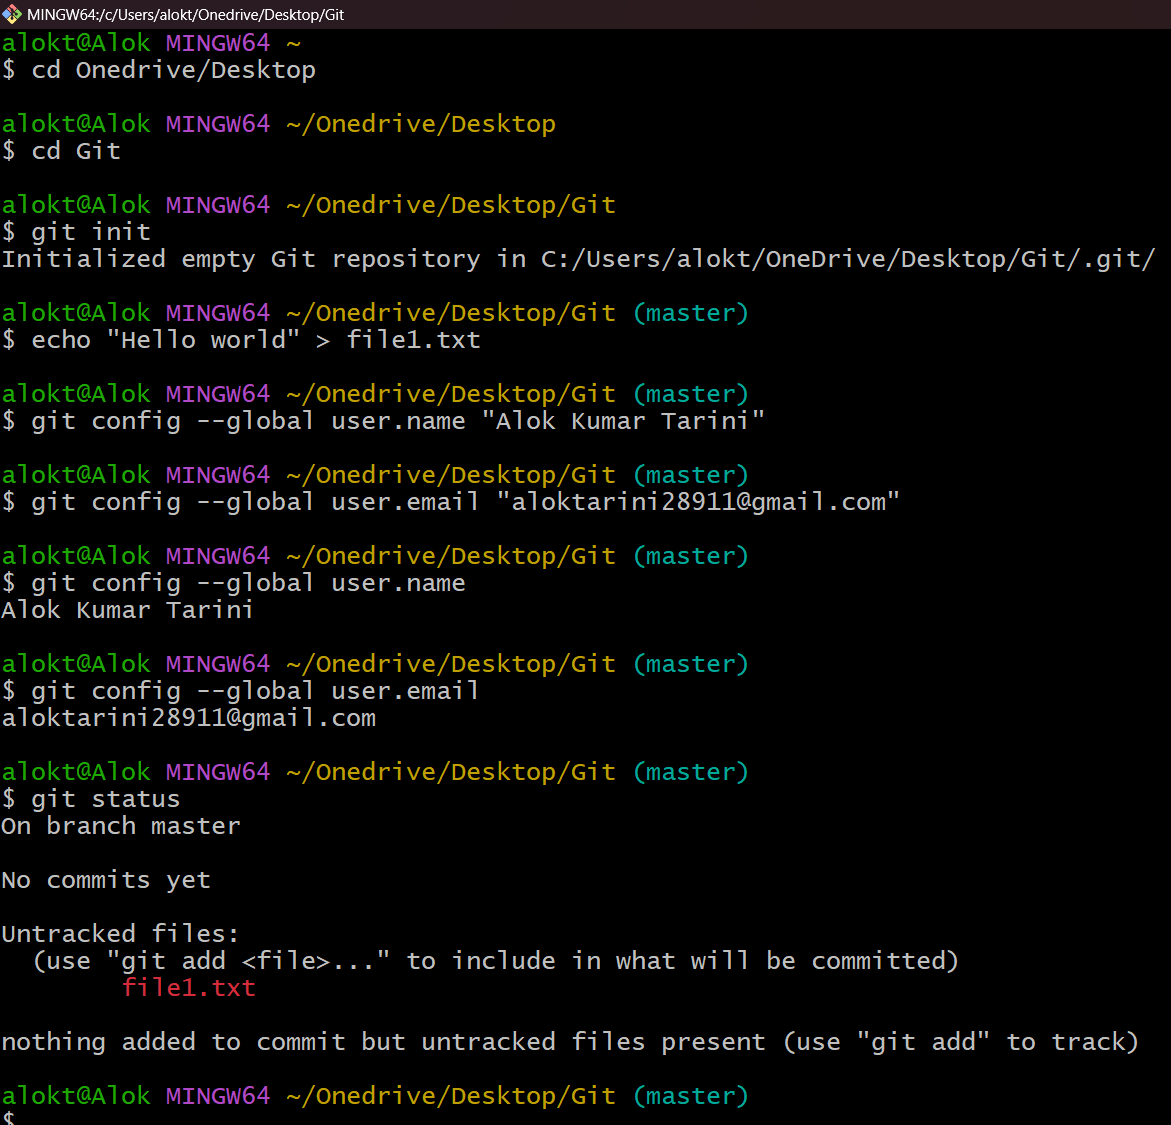 MINGW64:/c/Users/alokt/Onedrive/Desktop/Git
alokt@Alok MINGW64 ~
$ cd Onedrive/Desktop
alokt@Alok MINGW64 ~/Onedrive/Desktop
$ cd Git
alokt@Alok MINGW64 ~/Onedrive/Desktop/Git
$ git init
Initialized empty Git repository in C:/Users/alokt/OneDrive/Desktop/Git/.git/
alokt@Alok MINGW64 ~/Onedrive/Desktop/Git (master)
$ echo "Hello world" > file1.txt
alokt@Alok MINGW64 ~/Onedrive/Desktop/Git (master)
$ git config --global user.name "Alok Kumar Tarini"
alokt@Alok MINGW64 ~/Onedrive/Desktop/Git (master)
$ git config --global user.email "aloktarini28911@gmail.com"
alokt@Alok MINGW64 ~/Onedrive/Desktop/Git (master)
$ git config --global user.name
Alok Kumar Tarini
alokt@Alok MINGW64 ~/Onedrive/Desktop/Git (master)
$ git config --global user.email
aloktarini28911@gmail.com
alokt@Alok MINGW64 ~/Onedrive/Desktop/Git (master)
$ git status
On branch master
No commits yet
Untracked files:
(use "git add <file>..." to include in what will be committed)
file1.txt
nothing added to commit but untracked files present (use "git add" to track)
alokt@Alok MINGW64 ~/Onedrive/Desktop/Git (master)
$